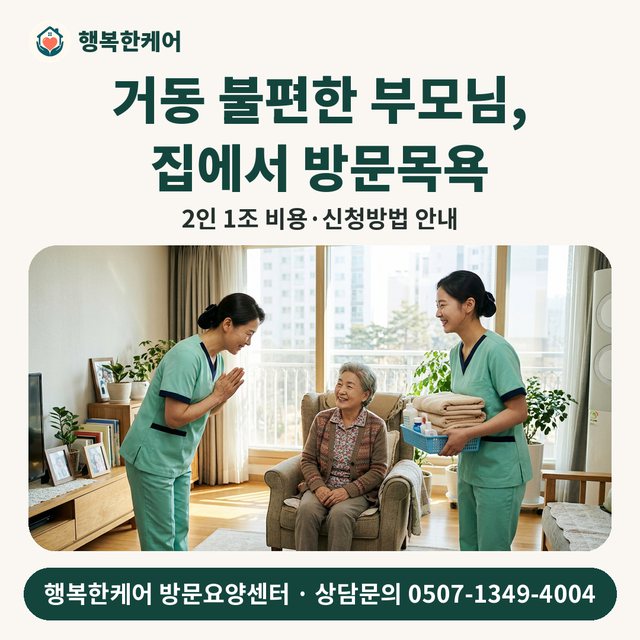 행복한케어
거동 불편한 부모님,
집에서 방문목욕
2인 1조 비용·신청방법 안내
행복한케어 방문요양센터 · 상담문의 0507-1349-4004